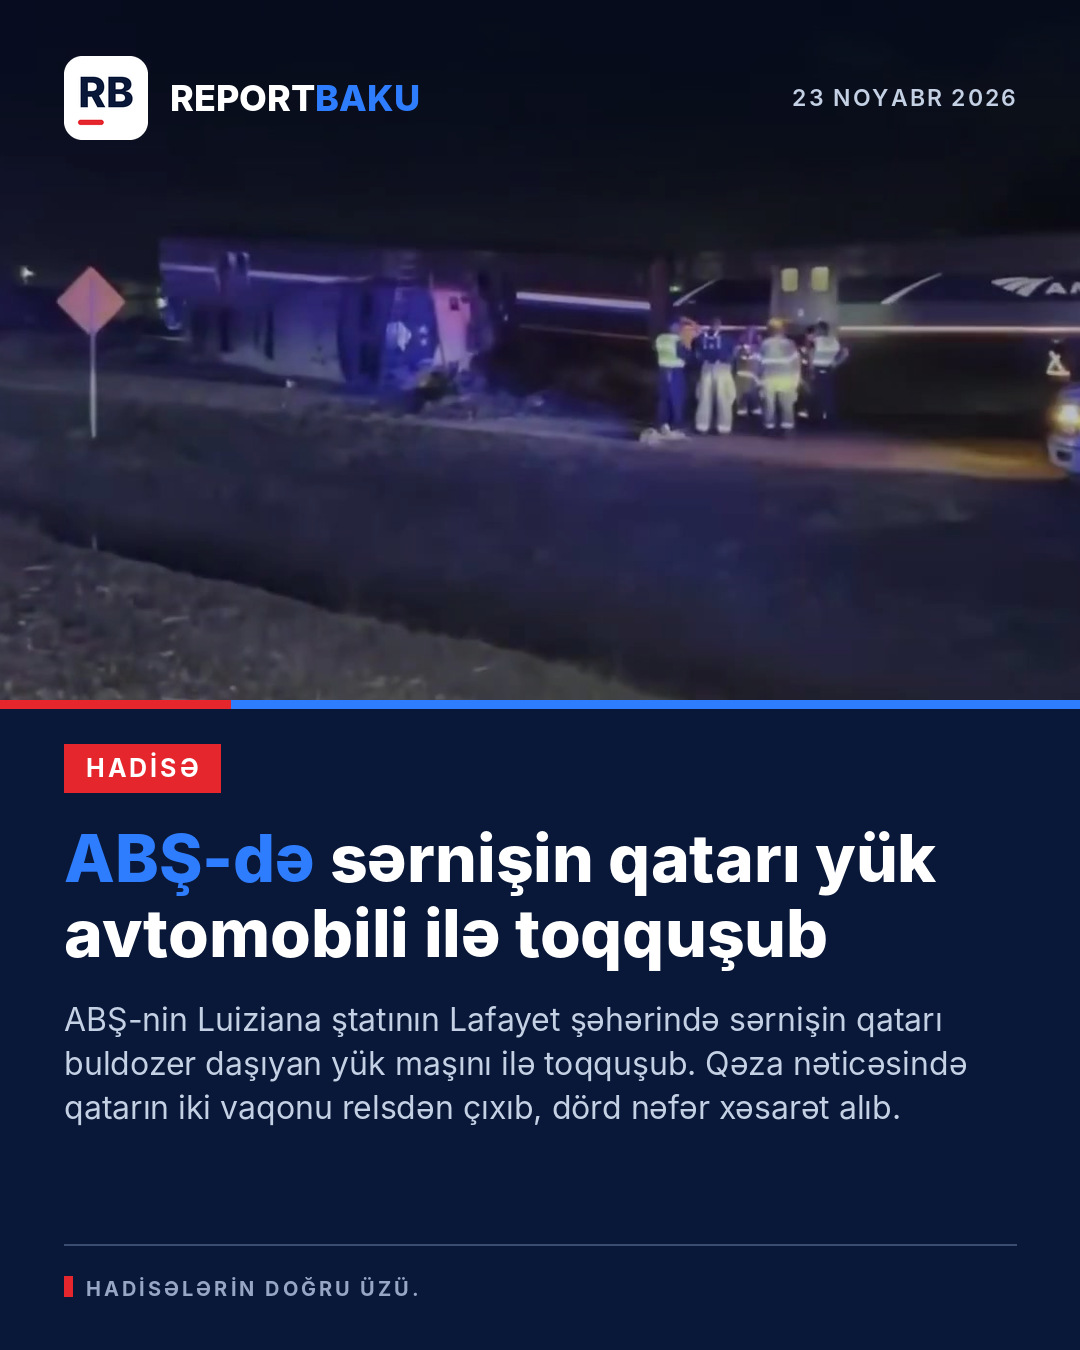 RB
REPORTBAKU
23 NOYABR 2026
HADİSƏ
ABŞ-də sərnişin qatarı yük
avtomobili ilə toqquşub
ABŞ-nin Luiziana ştatının Lafayet şəhərində sərnişin qatarı
buldozer daşıyan yük maşını ilə toqquşub. Qəza nəticəsində
qatarın iki vaqonu relsdən çıxıb, dörd nəfər xəsarət alıb.
HADİSƏLƏRİN DOĞRU ÜZÜ.